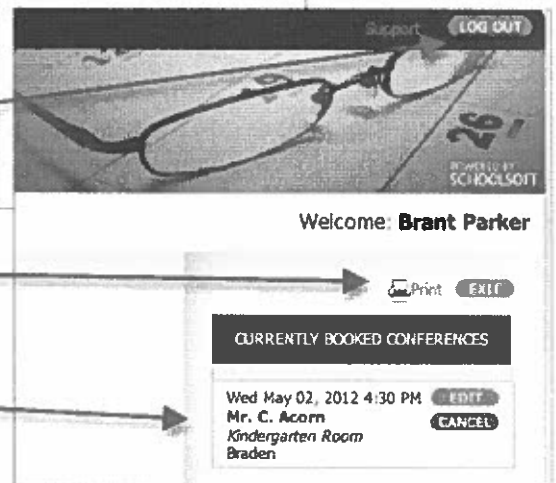 Support LOG OUT
26
POWERED BY
SCHOOLSOFT
Welcome: Brant Parker
Print EXIT
CURRENTLY BOOKED CONFERENCES
Wed May 02, 2012 4:30 PM EDIT
Mr. C. Acorn CANCEL
Kindergarten Room
Braden